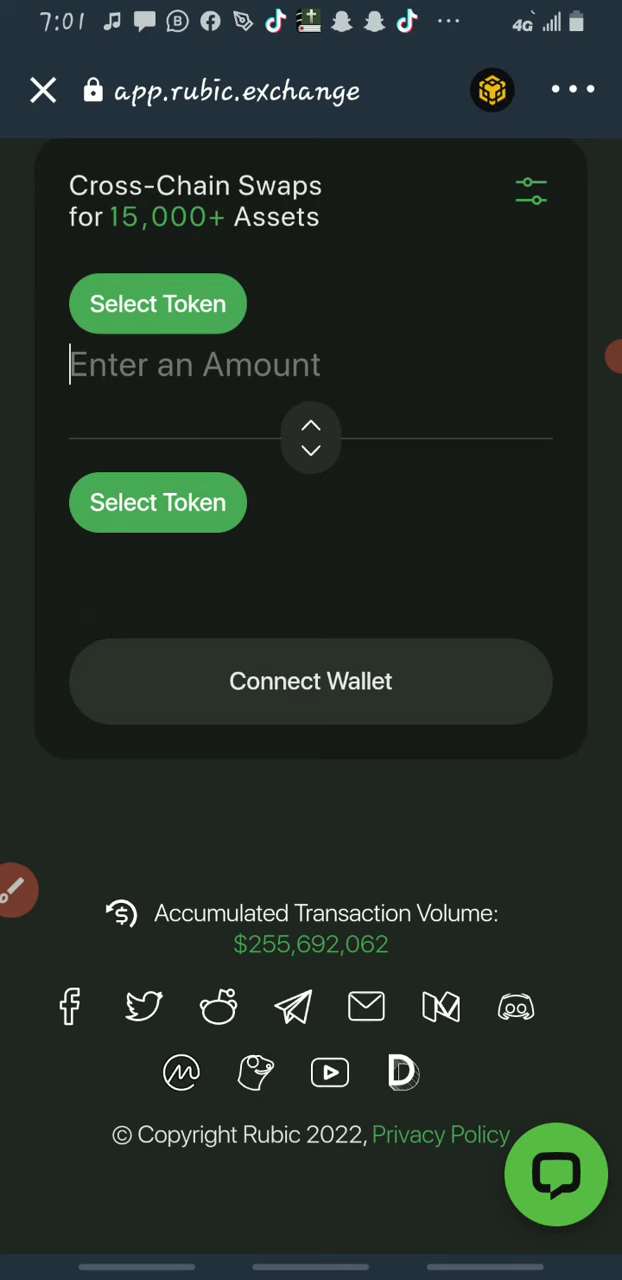 7:01
4G
app.rubic.exchange
Cross-Chain Swaps
for 15,000+ Assets
Select Token
Enter an Amount
Select Token
Connect Wallet
Accumulated Transaction Volume:
$255,692,062
© Copyright Rubic 2022, Privacy Policy